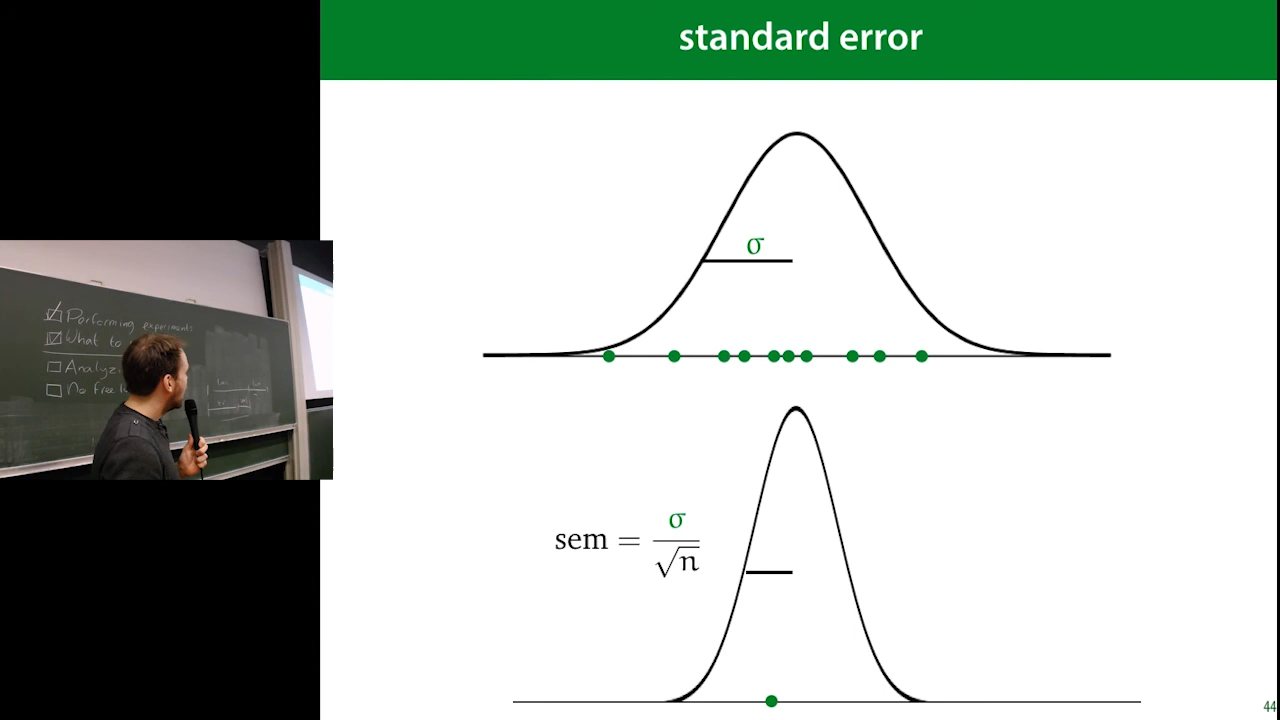 standard error
σ
sem = σ/√n
Performing experiments
What to
Analyz
No Free
44